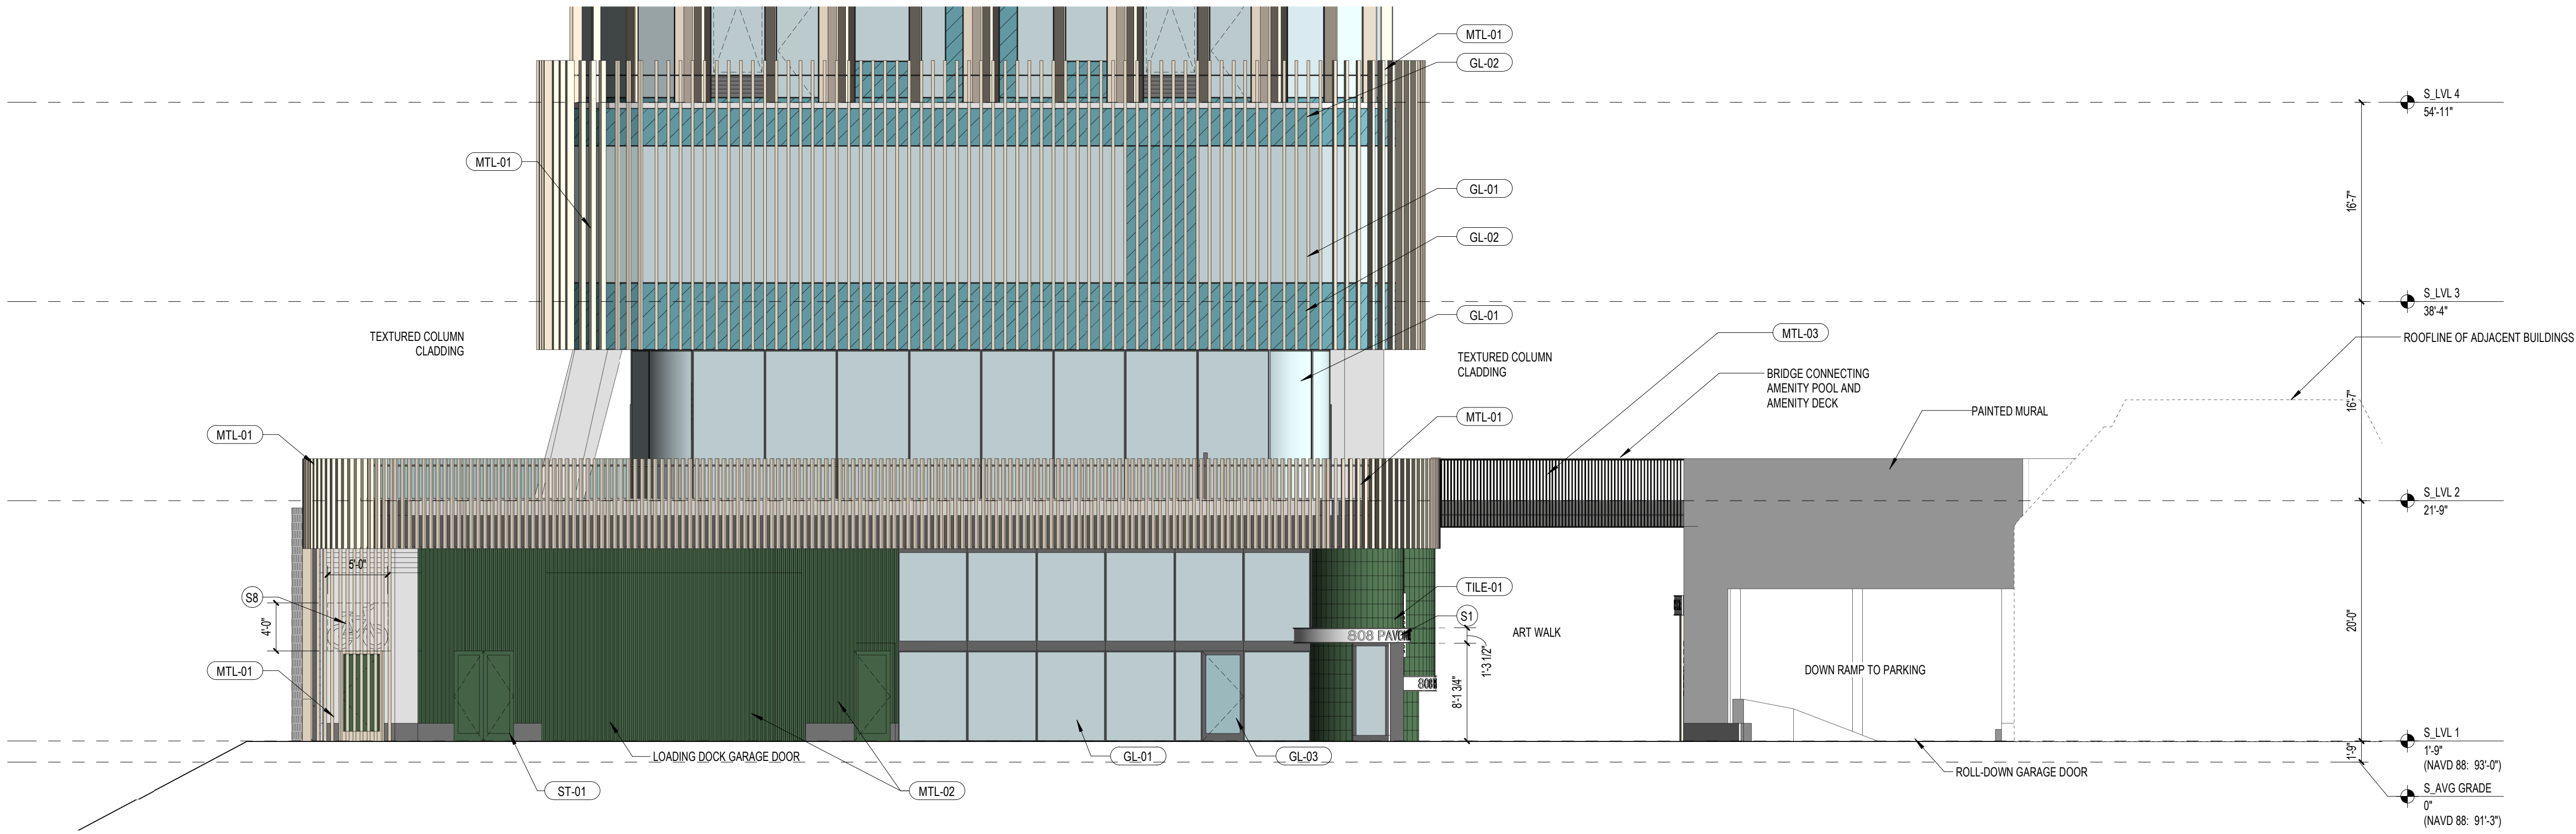 MTL-01
GL-02
S_LVL 4
54'-11"
MTL-01
GL-01
16'-7"
GL-02
S_LVL 3
38'-4"
GL-01
TEXTURED COLUMN
CLADDING
MTL-03
ROOFLINE OF ADJACENT BUILDINGS
TEXTURED COLUMN
CLADDING
BRIDGE CONNECTING
AMENITY POOL AND
AMENITY DECK
16'-7"
MTL-01
PAINTED MURAL
MTL-01
S_LVL 2
21'-9"
5'-0"
TILE-01
S8
4'-0"
S1
808 PAVO
ART WALK
20'-0"
1'-3 1/2"
MTL-01
DOWN RAMP TO PARKING
8'-1 3/4"
808
S_LVL 1
1'-9"
(NAVD 88: 93'-0")
1'-9"
LOADING DOCK GARAGE DOOR
GL-01
GL-03
ROLL-DOWN GARAGE DOOR
ST-01
MTL-02
S_AVG GRADE
0"
(NAVD 88: 91'-3")